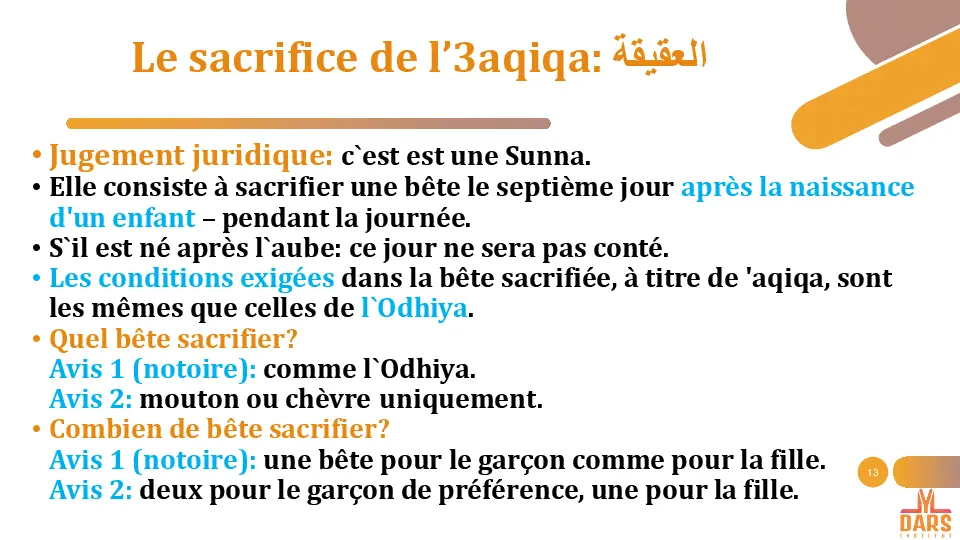 Le sacrifice de l’3aqiqa: العقيقة
• Jugement juridique: c`est est une Sunna.
• Elle consiste à sacrifier une bête le septième jour après la naissance
d'un enfant – pendant la journée.
• S`il est né après l`aube: ce jour ne sera pas conté.
• Les conditions exigées dans la bête sacrifiée, à titre de 'aqiqa, sont
les mêmes que celles de l`Odhiya.
• Quel bête sacrifier?
Avis 1 (notoire): comme l`Odhiya.
Avis 2: mouton ou chèvre uniquement.
• Combien de bête sacrifier?
Avis 1 (notoire): une bête pour le garçon comme pour la fille.
Avis 2: deux pour le garçon de préférence, une pour la fille.
13
DARS
INSTITUT